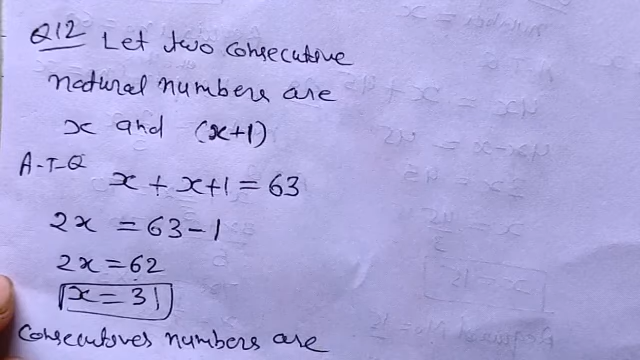 Q12 Let two consecutive
natural numbers are
x and (x+1)
A-T-Q x + x+1 = 63
2x = 63-1
2x = 62
x = 31
Consecutives numbers are